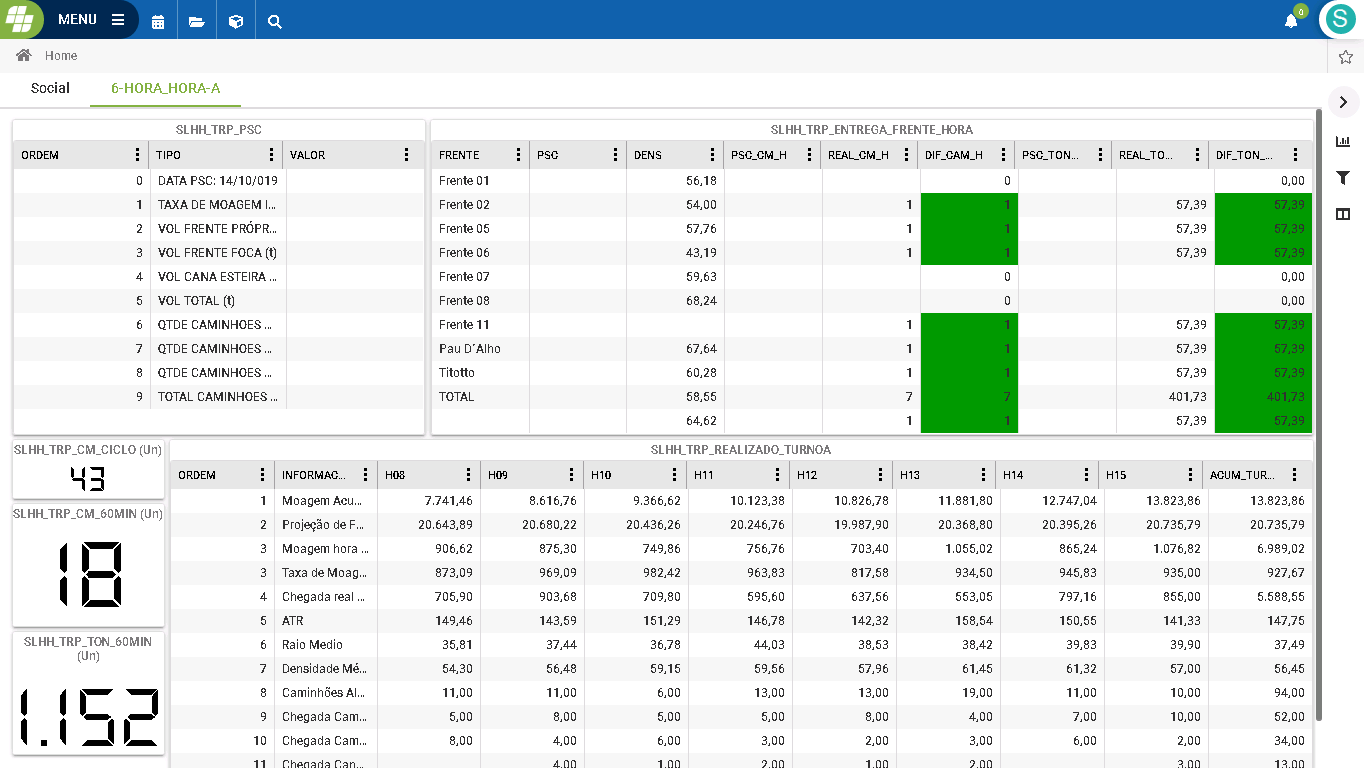 MENU
0
S
Home
Social 6-HORA_HORA-A
SLHH_TRP_PSC
ORDEM TIPO VALOR
0 DATA PSC: 14/10/019
1 TAXA DE MOAGEM I...
2 VOL FRENTE PRÓPR...
3 VOL FRENTE FOCA (t)
4 VOL CANA ESTEIRA ...
5 VOL TOTAL (t)
6 QTDE CAMINHOES ...
7 QTDE CAMINHOES ...
8 QTDE CAMINHOES ...
9 TOTAL CAMINHOES ...
SLHH_TRP_ENTREGA_FRENTE_HORA
FRENTE PSC DENS PSC_CM_H REAL_CM_H DIF_CAM_H PSC_TON... REAL_TO... DIF_TON_...
Frente 01 56,18 0 0,00
Frente 02 54,00 1 1 57,39 57,39
Frente 05 57,76 1 1 57,39 57,39
Frente 06 43,19 1 1 57,39 57,39
Frente 07 59,63 0 0,00
Frente 08 68,24 0 0,00
Frente 11 1 1 57,39 57,39
Pau D´Alho 67,64 1 1 57,39 57,39
Titotto 60,28 1 1 57,39 57,39
TOTAL 58,55 7 7 401,73 401,73
64,62 1 1 57,39 57,39
SLHH_TRP_CM_CICLO (Un)
43
SLHH_TRP_CM_60MIN (Un)
18
SLHH_TRP_TON_60MIN
(Un)
1.152
SLHH_TRP_REALIZADO_TURNOA
ORDEM INFORMAC... H08 H09 H10 H11 H12 H13 H14 H15 ACUM_TUR...
1 Moagem Acu... 7.741,46 8.616,76 9.366,62 10.123,38 10.826,78 11.881,80 12.747,04 13.823,86 13.823,86
2 Projeção de F... 20.643,89 20.680,22 20.436,26 20.246,76 19.987,90 20.368,80 20.395,26 20.735,79 20.735,79
3 Moagem hora ... 906,62 875,30 749,86 756,76 703,40 1.055,02 865,24 1.076,82 6.989,02
3 Taxa de Moag... 873,09 969,09 982,42 963,83 817,58 934,50 945,83 935,00 927,67
4 Chegada real ... 705,90 903,68 709,80 595,60 637,56 553,05 797,16 855,00 5.588,55
5 ATR 149,46 143,59 151,29 146,78 142,32 158,54 150,55 141,33 147,75
6 Raio Medio 35,81 37,44 36,78 44,03 38,53 38,42 39,83 39,90 37,49
7 Densidade Mé... 54,30 56,48 59,15 59,56 57,96 61,45 61,32 57,00 56,45
8 Caminhões Al... 11,00 11,00 6,00 13,00 13,00 19,00 11,00 10,00 94,00
9 Chegada Cam... 5,00 8,00 5,00 5,00 8,00 4,00 7,00 10,00 52,00
10 Chegada Cam... 8,00 4,00 6,00 3,00 2,00 3,00 6,00 2,00 34,00
11 Chegada Cam... 4,00 1,00 2,00 1,00 2,00 3,00 13,00